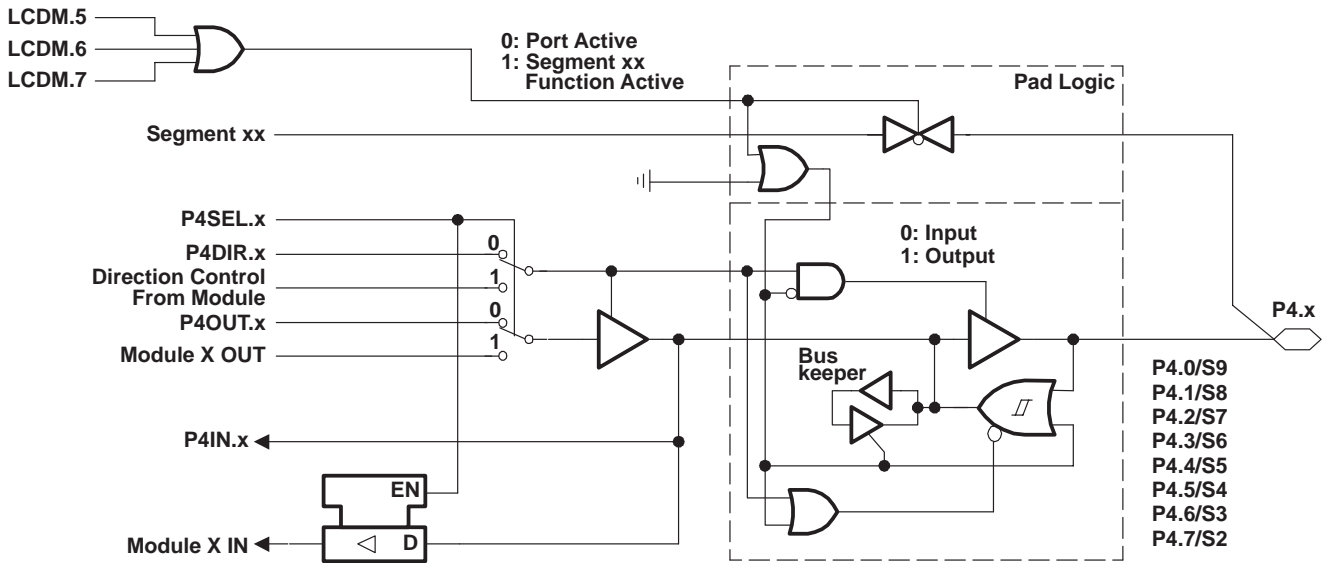 LCDM.5
LCDM.6
LCDM.7
0: Port Active
1: Segment xx
Function Active
Pad Logic
Segment xx
P4SEL.x
0
P4DIR.x
Direction Control
From Module
1
0
P4OUT.x
1
Module X OUT
0: Input
1: Output
P4.x
Bus
keeper
P4.0/S9
P4.1/S8
P4.2/S7
P4.3/S6
P4.4/S5
P4.5/S4
P4.6/S3
P4.7/S2
P4IN.x
EN
D
Module X IN